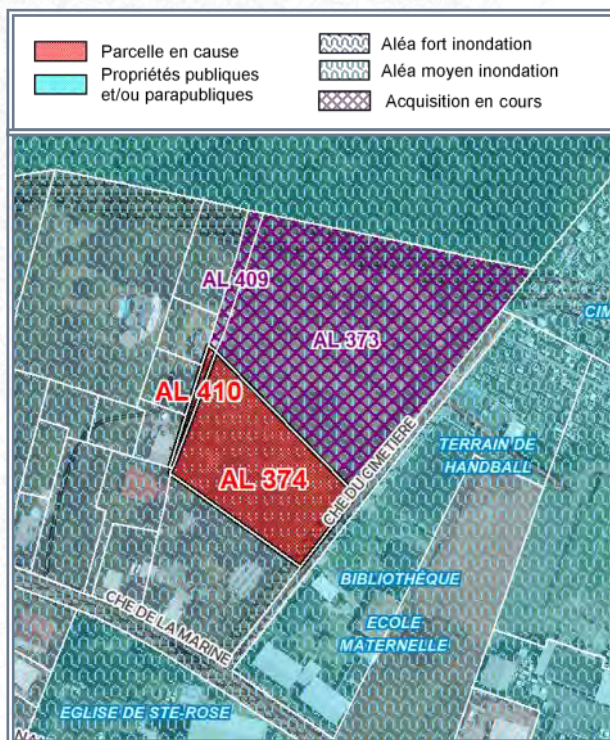 Parcelle en cause
Propriétés publiques
et/ou parapubliques
Aléa fort inondation
Aléa moyen inondation
Acquisition en cours
AL 409
CIM
AL 373
AL 410
TERRAIN DE
HANDBALL
AL 374
CHE DU CIMETIERE
BIBLIOTHÈQUE
ECOLE
MATERNELLE
CHE DE LA MARINE
EGLISE DE STE-ROSE
NA